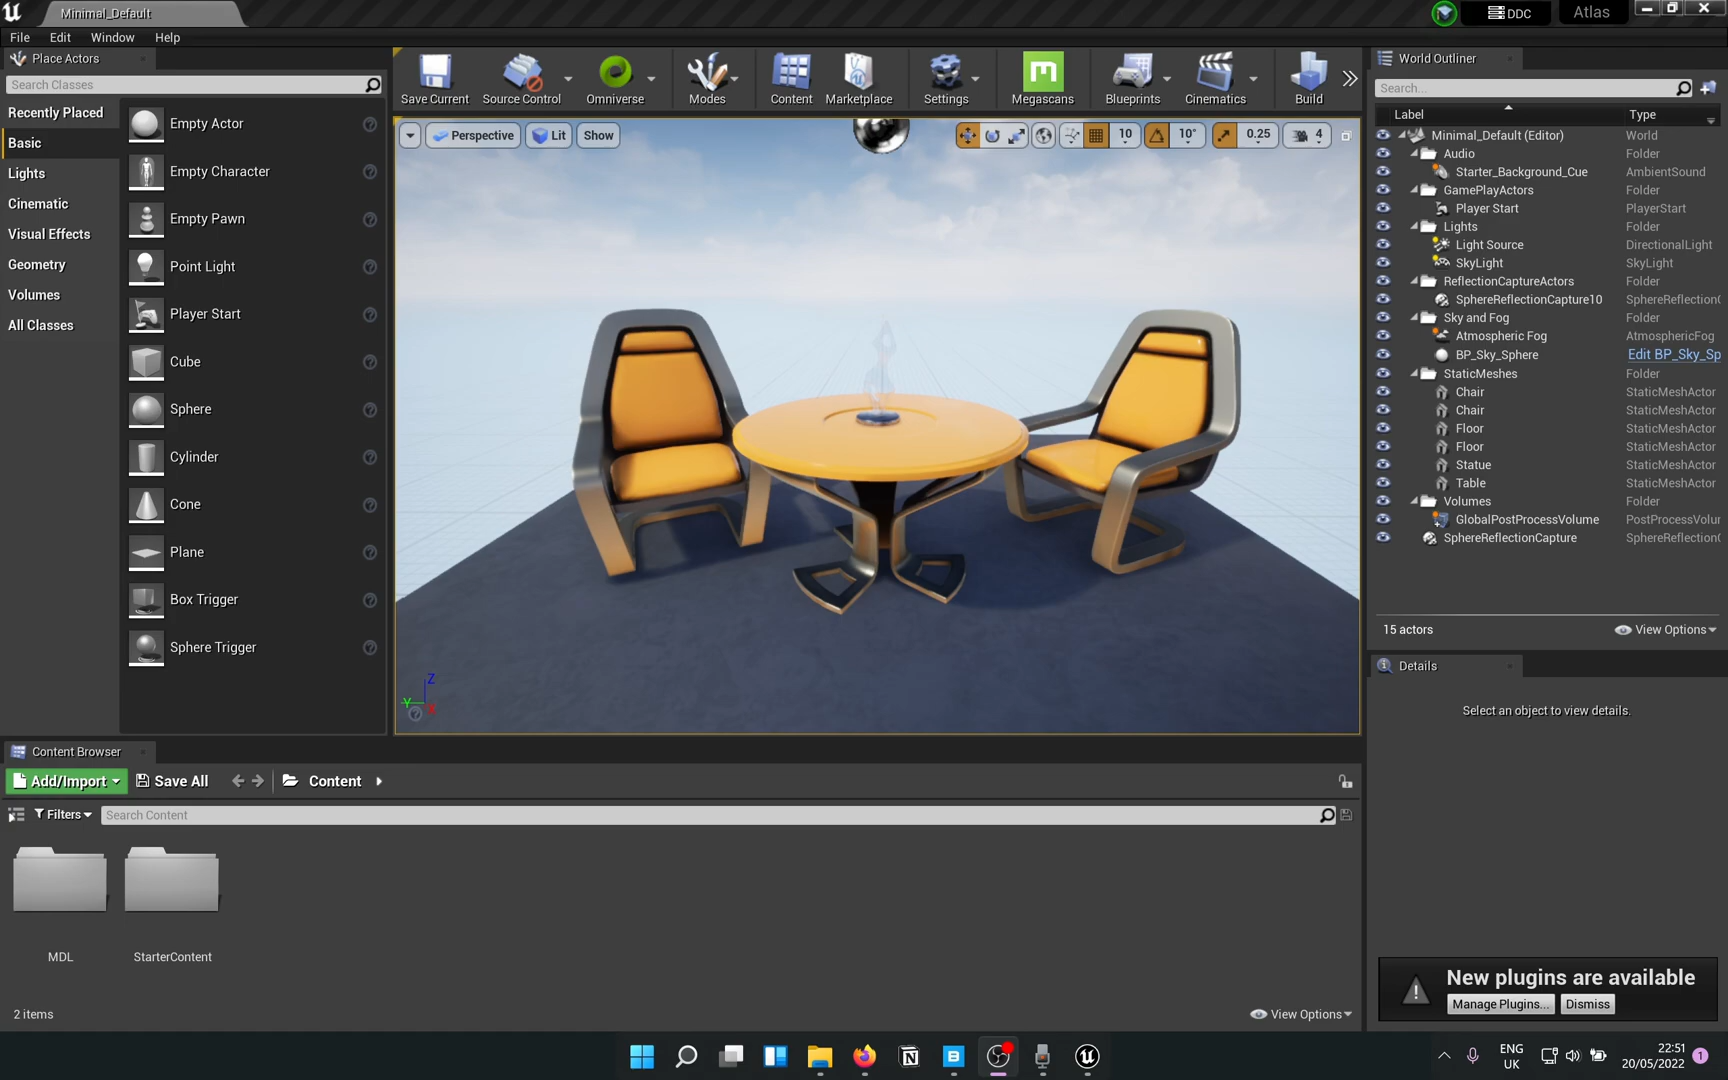 Minimal_Default
DDC
Atlas
File Edit Window Help
Place Actors
Search Classes
Recently Placed
Basic
Lights
Cinematic
Visual Effects
Geometry
Volumes
All Classes
Empty Actor
Empty Character
Empty Pawn
Point Light
Player Start
Cube
Sphere
Cylinder
Cone
Plane
Box Trigger
Sphere Trigger
Save Current Source Control Omniverse Modes Content Marketplace Settings Megascans Blueprints Cinematics Build
Perspective Lit Show 10 10° 0.25 4
Z
Y
World Outliner
Search...
Label Type
Minimal_Default (Editor) World
Audio Folder
Starter_Background_Cue AmbientSound
GamePlayActors Folder
Player Start PlayerStart
Lights Folder
Light Source DirectionalLight
SkyLight SkyLight
ReflectionCaptureActors Folder
SphereReflectionCapture10 SphereReflection
Sky and Fog Folder
Atmospheric Fog AtmosphericFog
BP_Sky_Sphere Edit BP_Sky_Sp
StaticMeshes Folder
Chair StaticMeshActor
Chair StaticMeshActor
Floor StaticMeshActor
Floor StaticMeshActor
Statue StaticMeshActor
Table StaticMeshActor
Volumes Folder
GlobalPostProcessVolume PostProcessVolu
SphereReflectionCapture SphereReflection
15 actors View Options
Details
Select an object to view details.
Content Browser
Add/Import Save All Content
Filters Search Content
MDL StarterContent
2 items View Options
New plugins are available
Manage Plugins... Dismiss
ENG
UK
22:51
20/05/2022
1